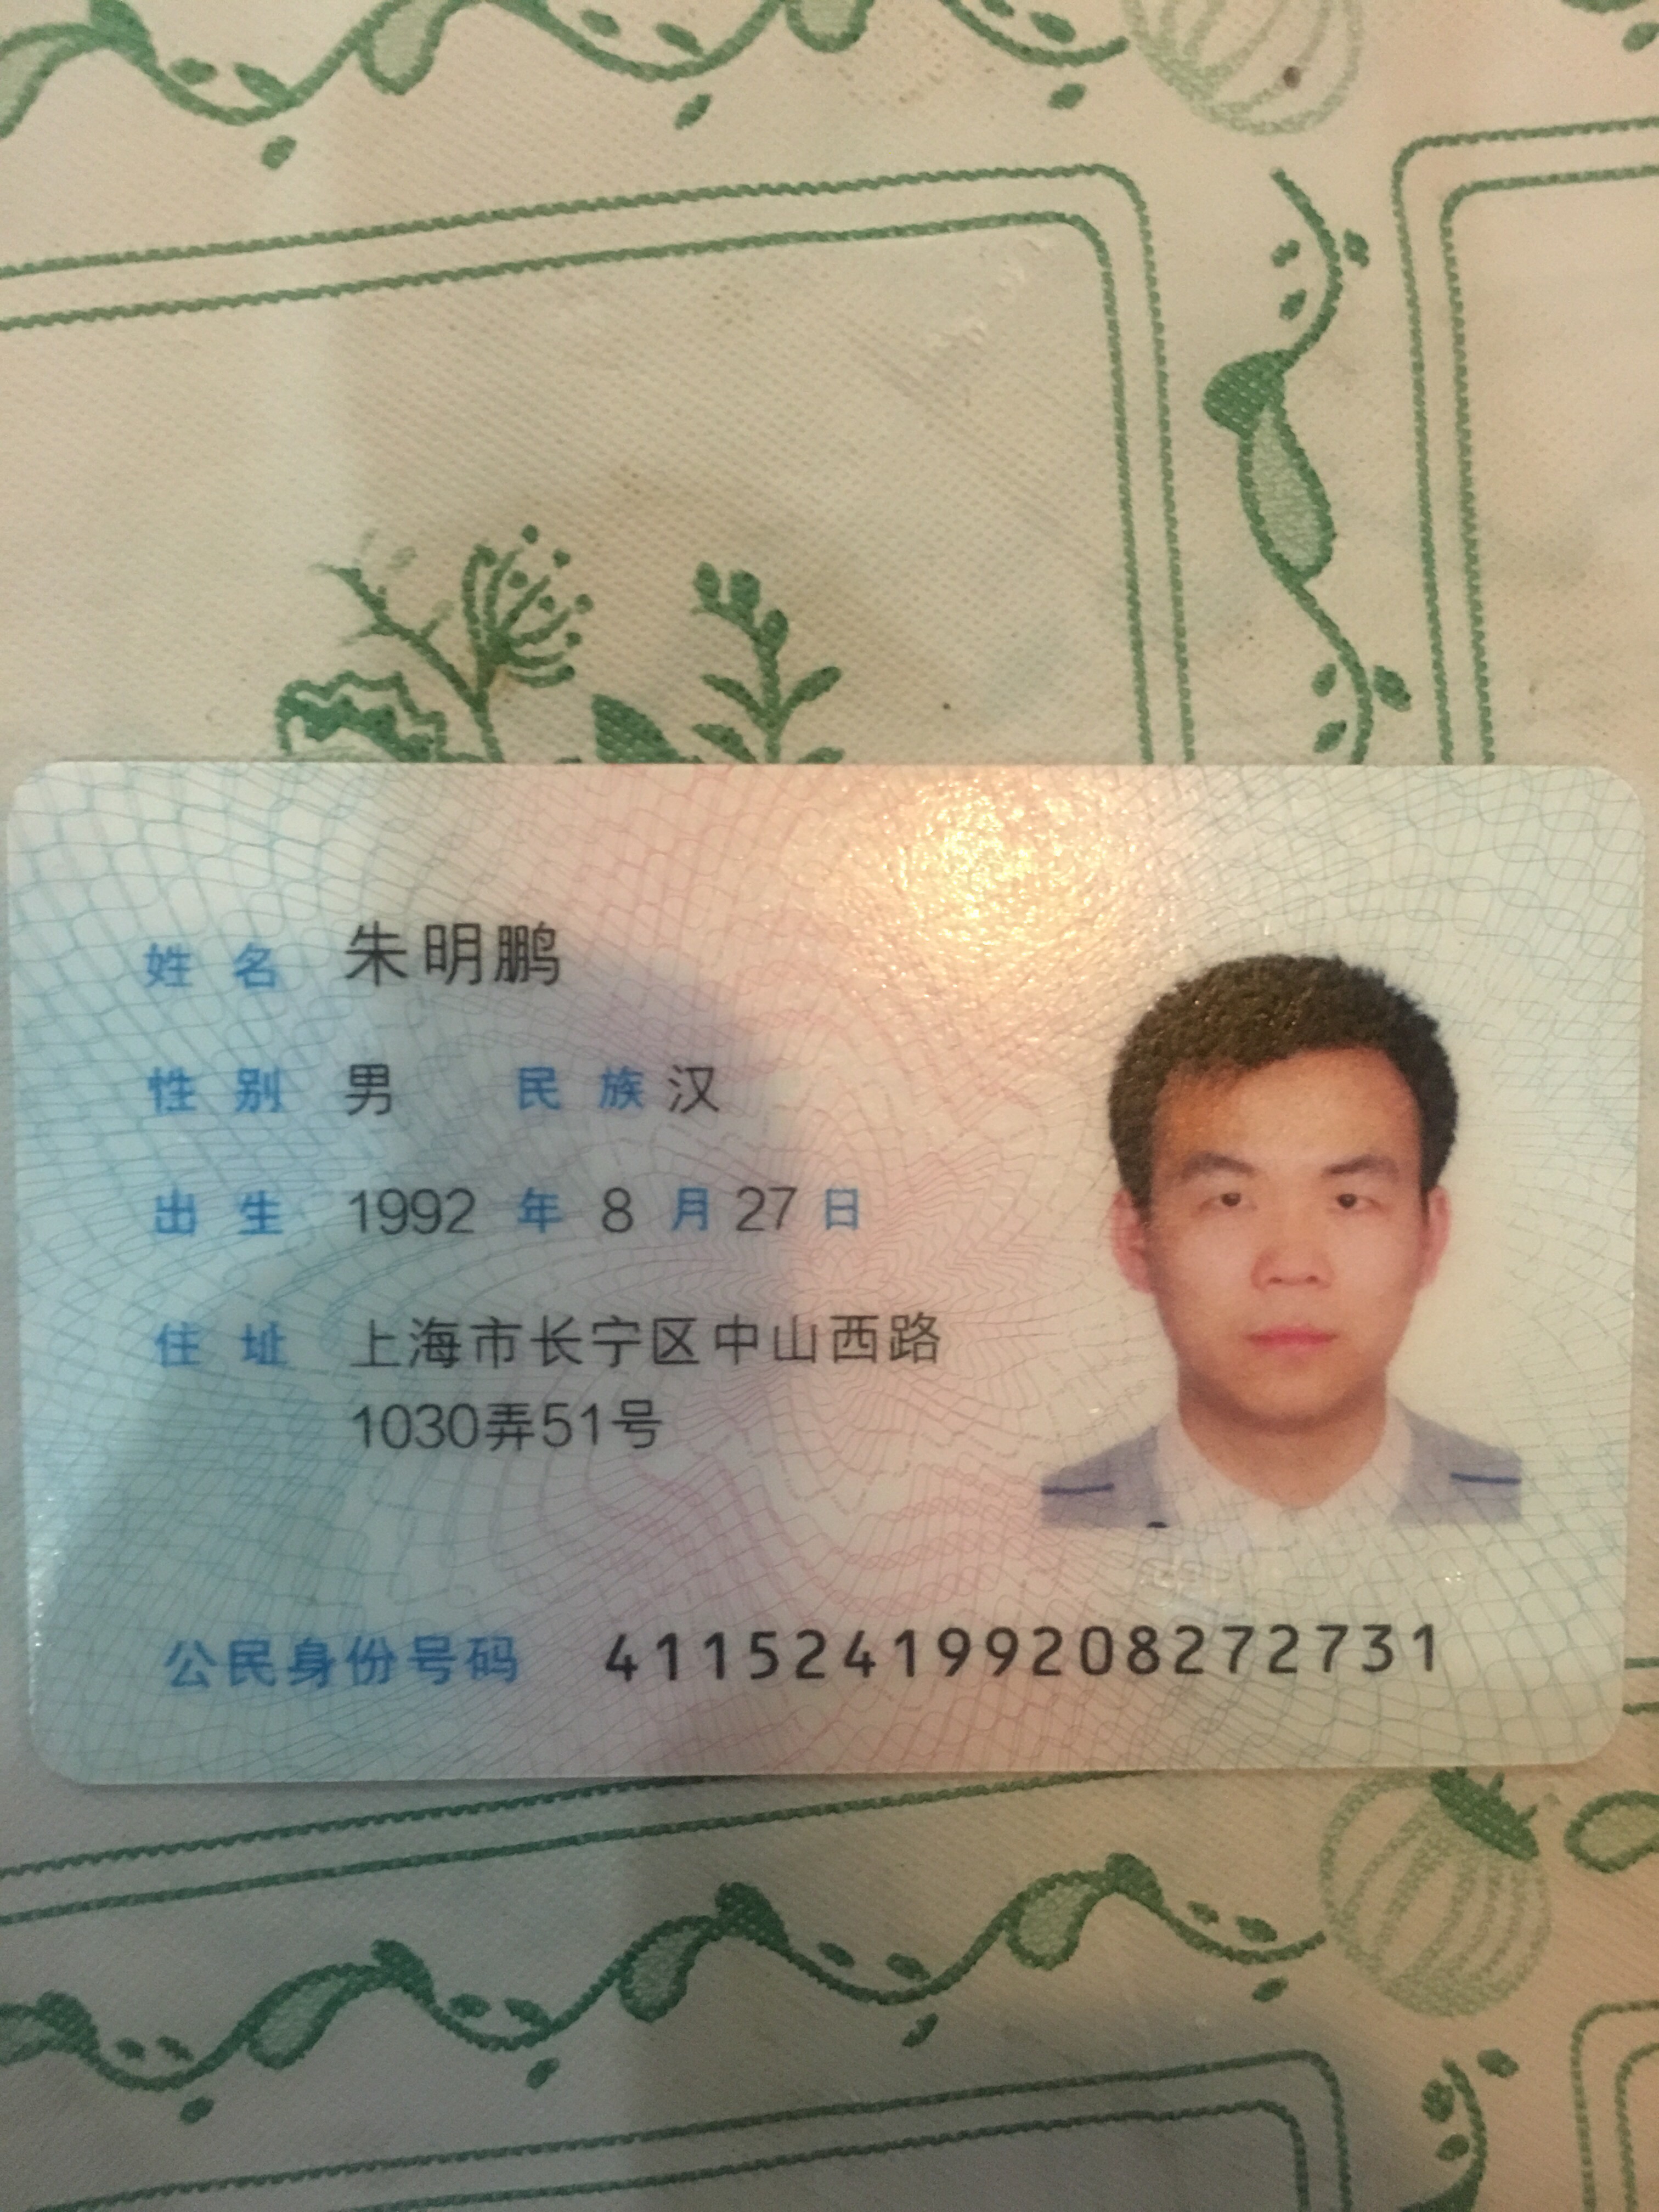 姓名 朱明鹏
性别 男 民族 汉
出生 1992 年 8 月 27 日
住址 上海市长宁区中山西路
1030弄51号
公民身份号码 411524199208272731